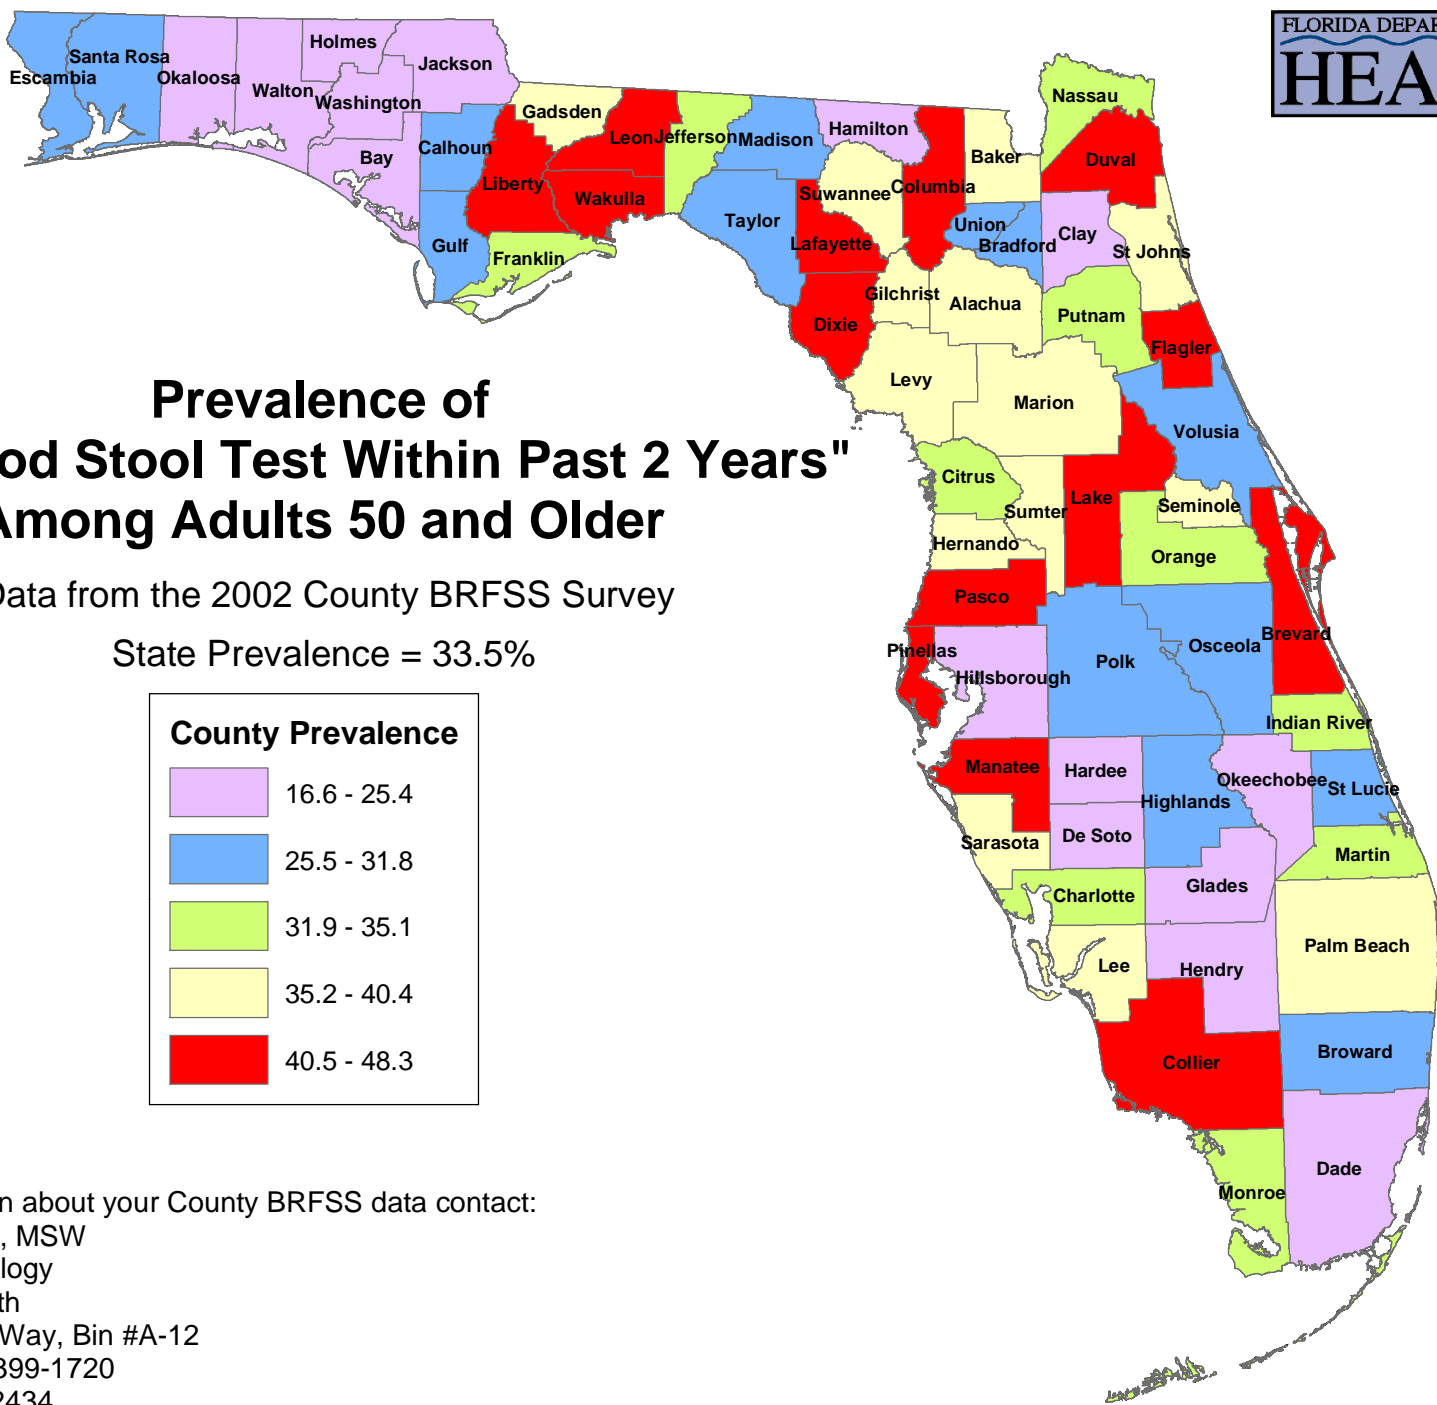 FLORIDA DEPAR
HEA
Prevalence of
od Stool Test Within Past 2 Years"
Among Adults 50 and Older
Data from the 2002 County BRFSS Survey
State Prevalence = 33.5%
County Prevalence
16.6 - 25.4
25.5 - 31.8
31.9 - 35.1
35.2 - 40.4
40.5 - 48.3
n about your County BRFSS data contact:
, MSW
logy
th
Way, Bin #A-12
399-1720
2434
Escambia
Santa Rosa
Okaloosa
Walton
Holmes
Washington
Jackson
Bay
Calhoun
Gulf
Gadsden
Liberty
Franklin
Leon
Wakulla
Jefferson
Madison
Taylor
Hamilton
Suwannee
Lafayette
Dixie
Columbia
Baker
Nassau
Duval
Union
Bradford
Clay
St Johns
Gilchrist
Alachua
Putnam
Flagler
Levy
Marion
Volusia
Citrus
Sumter
Lake
Seminole
Hernando
Orange
Pasco
Pinellas
Hillsborough
Polk
Osceola
Brevard
Indian River
Manatee
Hardee
Highlands
Okeechobee
St Lucie
Sarasota
De Soto
Martin
Charlotte
Glades
Lee
Hendry
Palm Beach
Collier
Broward
Monroe
Dade